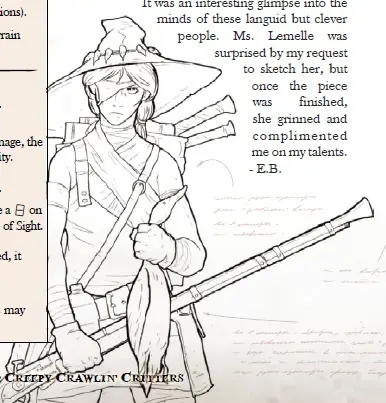 ions).
rain
.
mage, the
ity.
.
e a on
of Sight.
ed, it
may
It was an interesting glimpse into the
minds of these languid but clever
people. Ms. Lemelle was
surprised by my request
to sketch her, but
once the piece
was finished,
she grinned and
complimented
me on my talents.
- E.B.
Creepy Crawlin' Critters